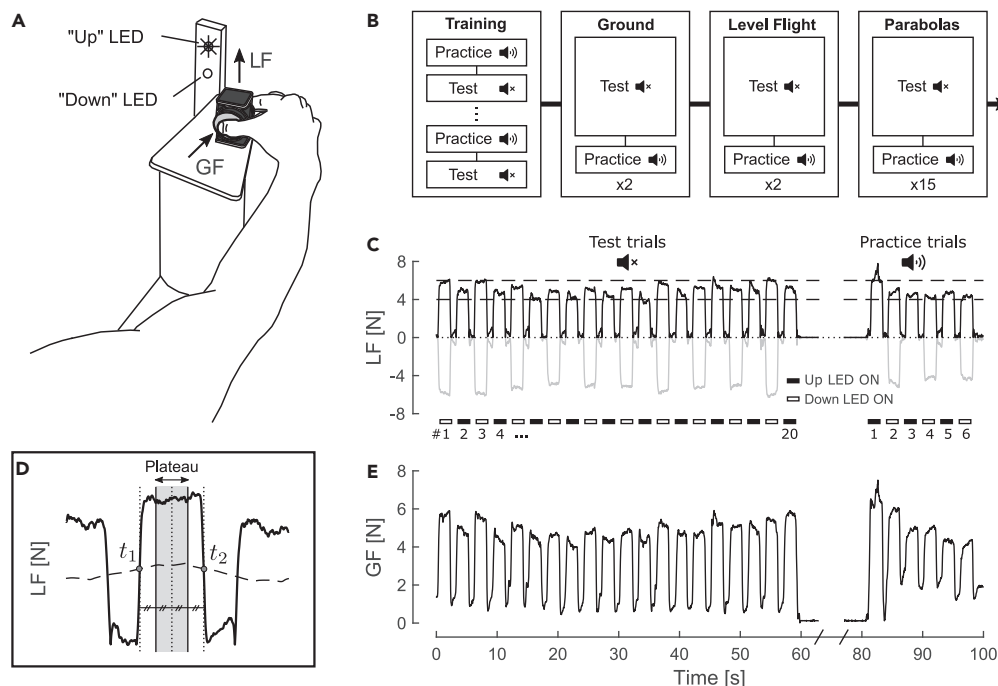 A
"Up" LED
LF
"Down" LED
GF
B
Training
Practice
Test
⋮
Practice
Test
Ground
Test
Practice
x2
Level Flight
Test
Practice
x2
Parabolas
Test
Practice
x15
C
Test trials
Practice trials
LF [N]
8
4
0
-4
-8
Up LED ON
Down LED ON
#1 2 3 4 ... 20 1 2 3 4 5 6
D
Plateau
LF [N]
t1 t2
E
GF [N]
8
6
4
2
0
0 10 20 30 40 50 60 80 90 100
Time [s]